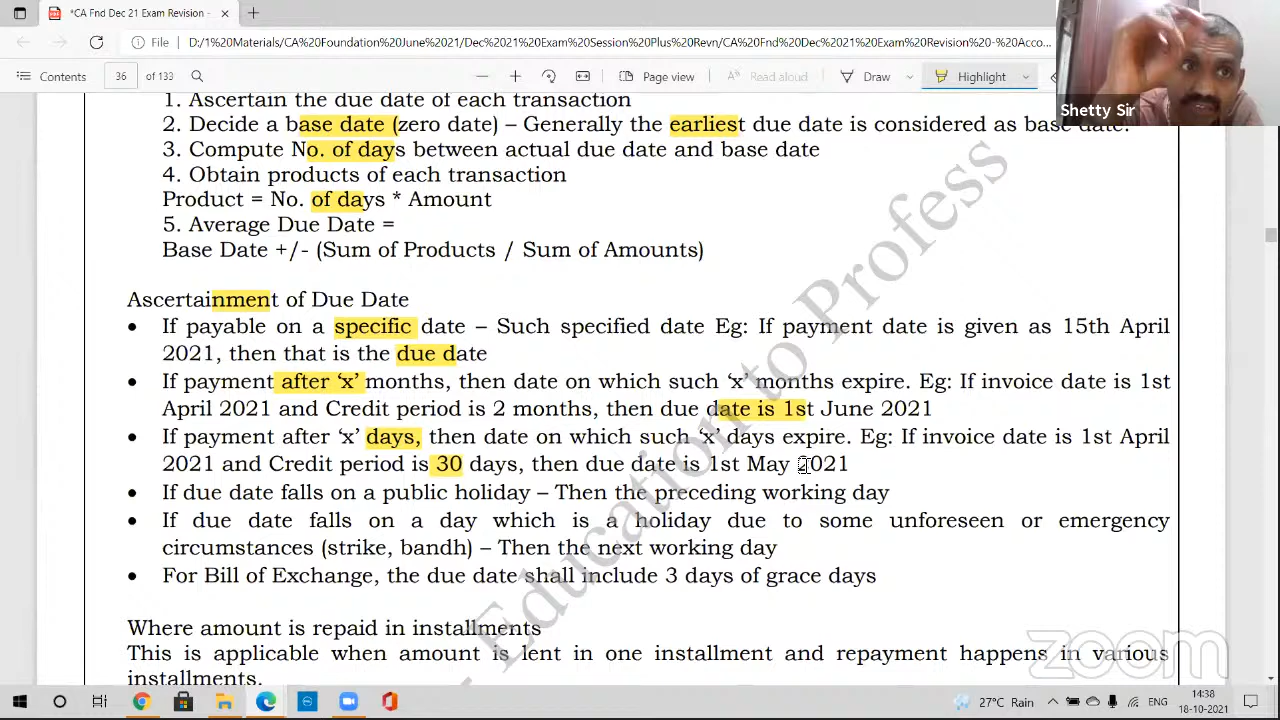 *CA Fnd Dec 21 Exam Revision -
File
D:/1%20Materials/CA%20Foundation%20June%2021/Dec%2021%20Exam%20Session%20Plus%20Revn/CA%20Fnd%20Dec%2021%20Exam%20Revision%20-%20Acco...
Contents 36 of 133 Page view Read aloud Draw Highlight
Shetty Sir
1. Ascertain the due date of each transaction
2. Decide a base date (zero date) – Generally the earliest due date is considered as base date.
3. Compute No. of days between actual due date and base date
4. Obtain products of each transaction
Product = No. of days * Amount
5. Average Due Date =
Base Date +/- (Sum of Products / Sum of Amounts)
Ascertainment of Due Date
• If payable on a specific date – Such specified date Eg: If payment date is given as 15th April
2021, then that is the due date
• If payment after ‘x’ months, then date on which such ‘x’ months expire. Eg: If invoice date is 1st
April 2021 and Credit period is 2 months, then due date is 1st June 2021
• If payment after ‘x’ days, then date on which such ‘x’ days expire. Eg: If invoice date is 1st April
2021 and Credit period is 30 days, then due date is 1st May 2021
• If due date falls on a public holiday – Then the preceding working day
• If due date falls on a day which is a holiday due to some unforeseen or emergency
circumstances (strike, bandh) – Then the next working day
• For Bill of Exchange, the due date shall include 3 days of grace days
Where amount is repaid in installments
This is applicable when amount is lent in one installment and repayment happens in various
installments.
- Education to Profess
zoom
27°C Rain
ENG
14:38
18-10-2021